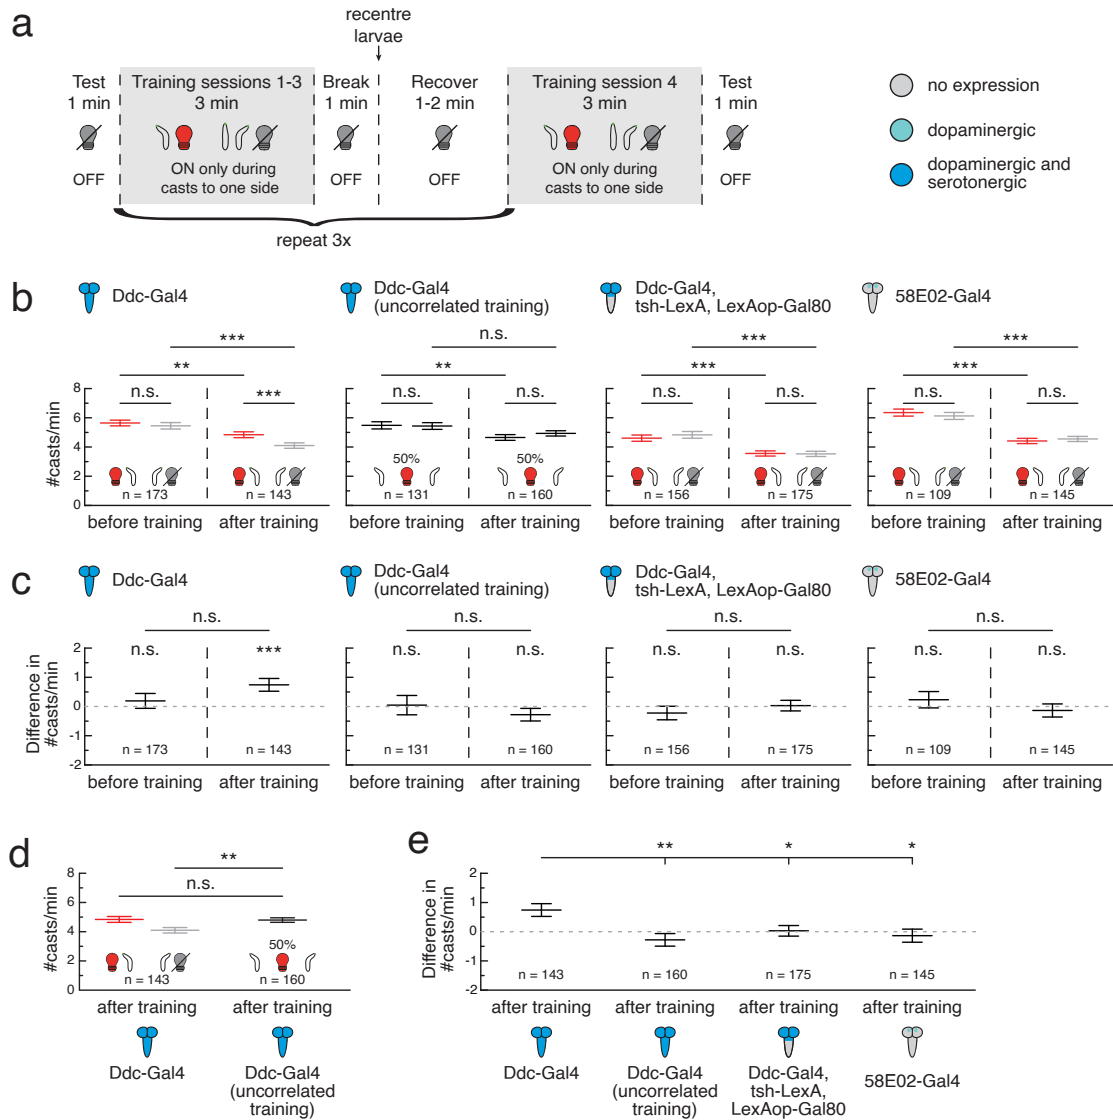 a
recentre
larvae
Test
1 min
Training sessions 1-3
3 min
Break
1 min
Recover
1-2 min
Training session 4
3 min
Test
1 min
OFF
ON only during
casts to one side
OFF
OFF
ON only during
casts to one side
OFF
repeat 3x
no expression
dopaminergic
dopaminergic and
serotonergic
b
Ddc-Gal4
***
**
n.s.
***
#casts/min
8
6
4
2
0
n = 173
n = 143
before training
after training
Ddc-Gal4
(uncorrelated training)
n.s.
**
n.s.
n.s.
50%
50%
n = 131
n = 160
before training
after training
Ddc-Gal4,
tsh-LexA, LexAop-Gal80
***
***
n.s.
n.s.
n = 156
n = 175
before training
after training
58E02-Gal4
***
***
n.s.
n.s.
n = 109
n = 145
before training
after training
c
Ddc-Gal4
n.s.
n.s.
***
Difference in
#casts/min
2
1
0
-1
-2
n = 173
n = 143
before training
after training
Ddc-Gal4
(uncorrelated training)
n.s.
n.s.
n.s.
n = 131
n = 160
before training
after training
Ddc-Gal4,
tsh-LexA, LexAop-Gal80
n.s.
n.s.
n.s.
n = 156
n = 175
before training
after training
58E02-Gal4
n.s.
n.s.
n.s.
n = 109
n = 145
before training
after training
d
**
n.s.
#casts/min
8
6
4
2
0
50%
n = 143
n = 160
after training
after training
Ddc-Gal4
Ddc-Gal4
(uncorrelated
training)
e
**
*
*
Difference in
#casts/min
2
1
0
-1
-2
n = 143
n = 160
n = 175
n = 145
after training
after training
after training
after training
Ddc-Gal4
Ddc-Gal4
(uncorrelated
training)
Ddc-Gal4,
tsh-LexA,
LexAop-Gal80
58E02-Gal4